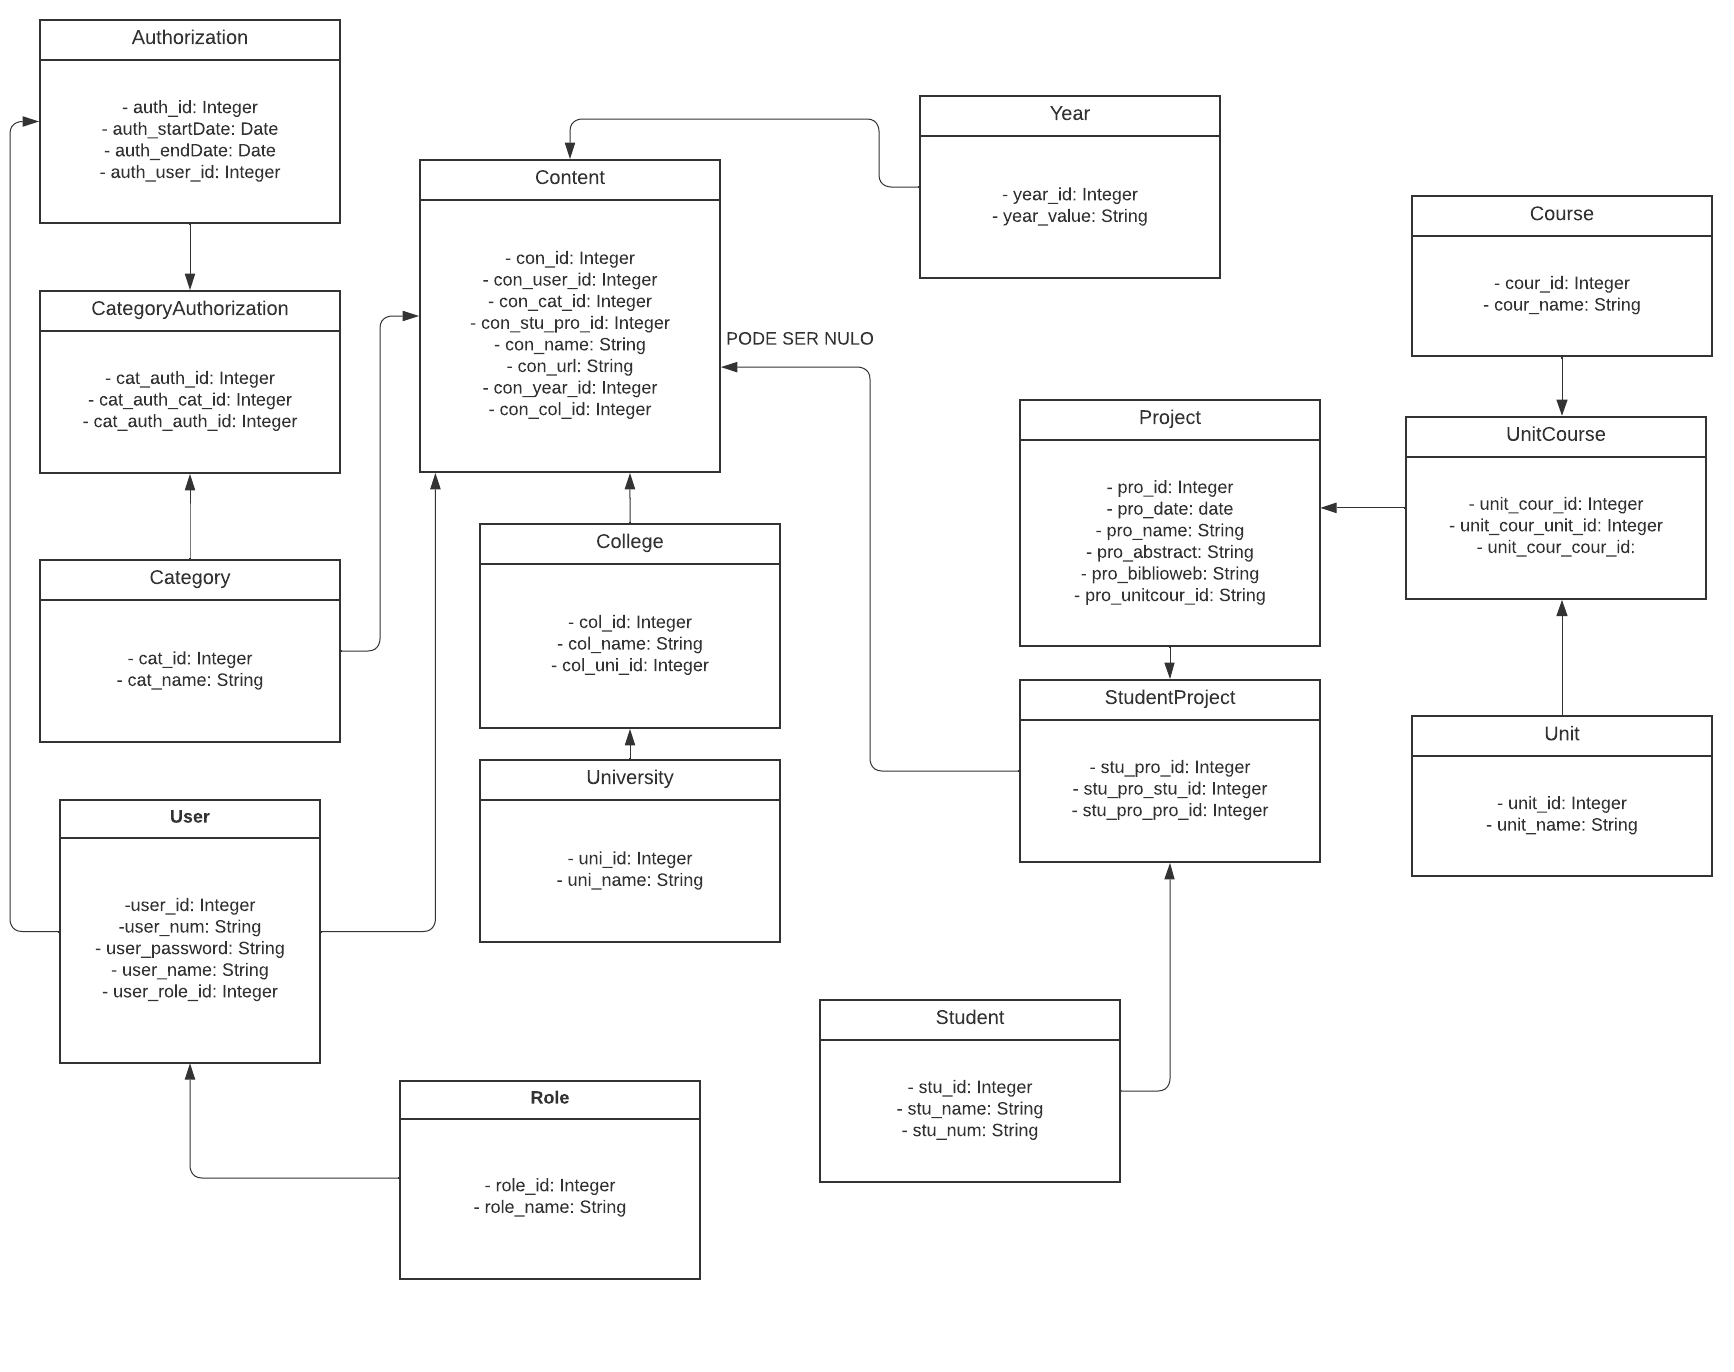 Authorization
- auth_id: Integer
- auth_startDate: Date
- auth_endDate: Date
- auth_user_id: Integer
CategoryAuthorization
- cat_auth_id: Integer
- cat_auth_cat_id: Integer
- cat_auth_auth_id: Integer
Category
- cat_id: Integer
- cat_name: String
User
-user_id: Integer
-user_num: String
- user_password: String
- user_name: String
- user_role_id: Integer
Role
- role_id: Integer
- role_name: String
Content
- con_id: Integer
- con_user_id: Integer
- con_cat_id: Integer
- con_stu_pro_id: Integer
- con_name: String
- con_url: String
- con_year_id: Integer
- con_col_id: Integer
PODE SER NULO
College
- col_id: Integer
- col_name: String
- col_uni_id: Integer
University
- uni_id: Integer
- uni_name: String
Year
- year_id: Integer
- year_value: String
Project
- pro_id: Integer
- pro_date: date
- pro_name: String
- pro_abstract: String
- pro_biblioweb: String
- pro_unitcour_id: String
StudentProject
- stu_pro_id: Integer
- stu_pro_stu_id: Integer
- stu_pro_pro_id: Integer
Student
- stu_id: Integer
- stu_name: String
- stu_num: String
Course
- cour_id: Integer
- cour_name: String
UnitCourse
- unit_cour_id: Integer
- unit_cour_unit_id: Integer
- unit_cour_cour_id:
Unit
- unit_id: Integer
- unit_name: String